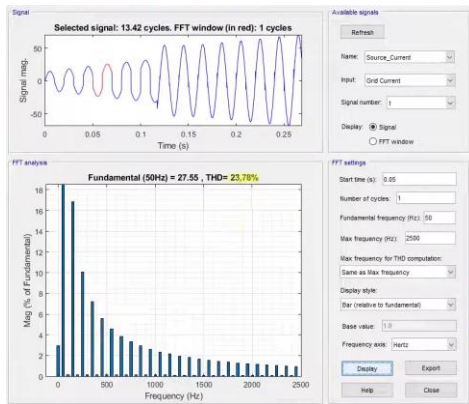 Signal
Selected signal: 13.42 cycles. FFT window (in red): 1 cycles
50
0
-50
Signal mag.
0 0.05 0.1 0.15 0.2 0.25
Time (s)
Available signals
Refresh
Name: Source_Current
Input: Grid Current
Signal number: 1
Display: Signal
FFT window
FFT analysis
Fundamental (50Hz) = 27.55 , THD= 23,78%
18
16
14
12
10
8
6
4
2
0
Mag (% of Fundamental)
0 500 1000 1500 2000 2500
Frequency (Hz)
FFT settings
Start time (s): 0.05
Number of cycles: 1
Fundamental frequency (Hz): 50
Max frequency (Hz): 2500
Max frequency for THD computation:
Same as Max frequency
Display style:
Bar (relative to fundamental)
Base value: 1.0
Frequency axis: Hertz
Display Export
Help Close